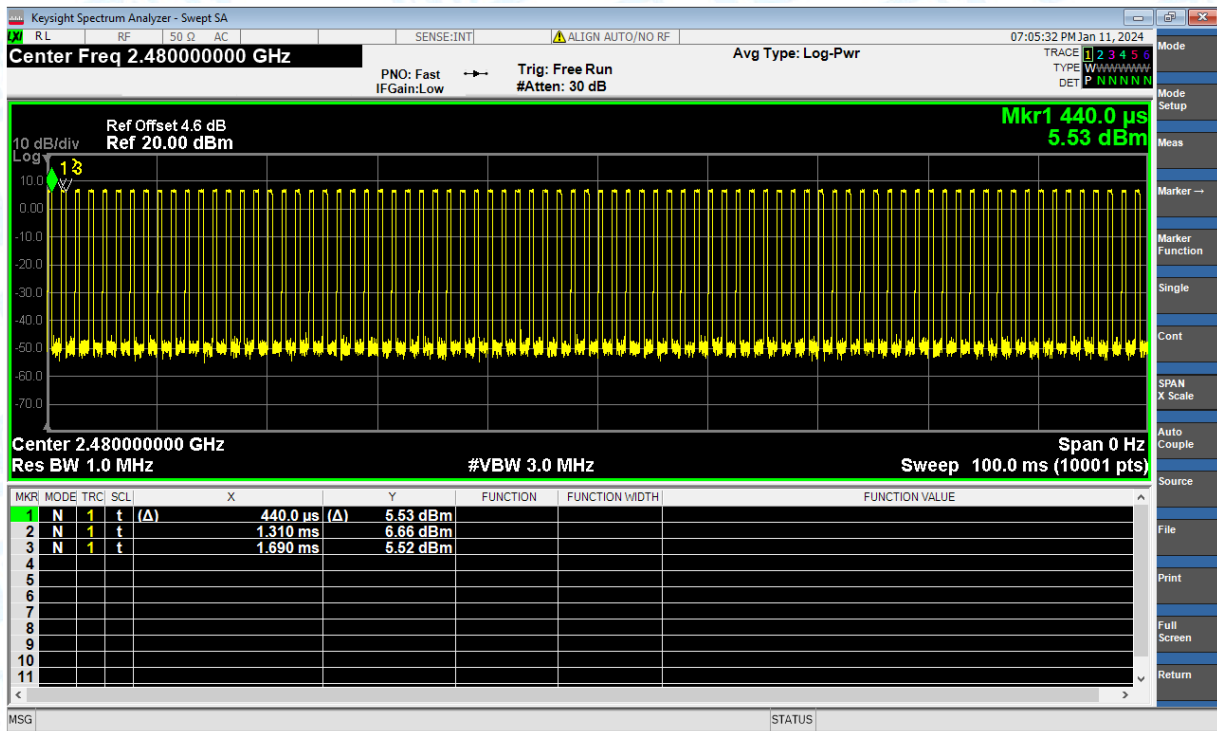 Keysight Spectrum Analyzer - Swept SA
LXI RL RF 50 Ω AC SENSE:INT ALIGN AUTO/NO RF 07:05:32 PM Jan 11, 2024
Center Freq 2.480000000 GHz
Avg Type: Log-Pwr
TRACE 1 2 3 4 5 6
TYPE WWWWWW
DET P N N N N N
PNO: Fast Trig: Free Run
IFGain:Low #Atten: 30 dB
Mkr1 440.0 µs
5.53 dBm
Ref Offset 4.6 dB
10 dB/div Ref 20.00 dBm
Log
1 3
10.0
0.00
-10.0
-20.0
-30.0
-40.0
-50.0
-60.0
-70.0
Center 2.480000000 GHz Span 0 Hz
Res BW 1.0 MHz #VBW 3.0 MHz Sweep 100.0 ms (10001 pts)
MKR MODE TRC SCL X Y FUNCTION FUNCTION WIDTH FUNCTION VALUE
1 N 1 t (Δ) 440.0 µs (Δ) 5.53 dBm
2 N 1 t 1.310 ms 6.66 dBm
3 N 1 t 1.690 ms 5.52 dBm
4
5
6
7
8
9
10
11
MSG STATUS
Mode
Mode
Setup
Meas
Marker →
Marker
Function
Single
Cont
SPAN
X Scale
Auto
Couple
Source
File
Print
Full
Screen
Return